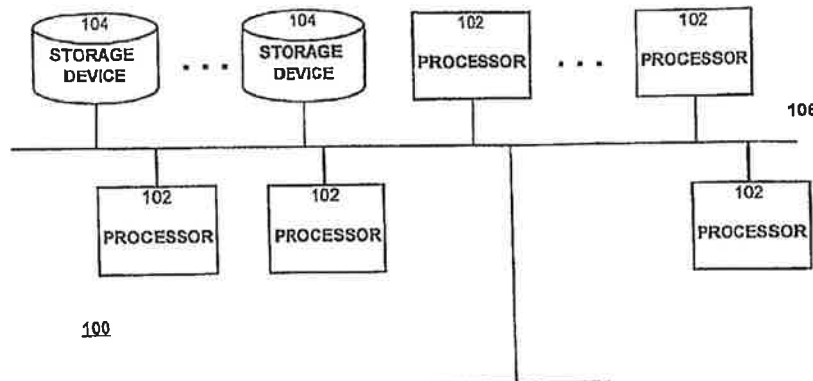 104
STORAGE
DEVICE
104
STORAGE
DEVICE
102
PROCESSOR
102
PROCESSOR
106
102
PROCESSOR
102
PROCESSOR
102
PROCESSOR
100